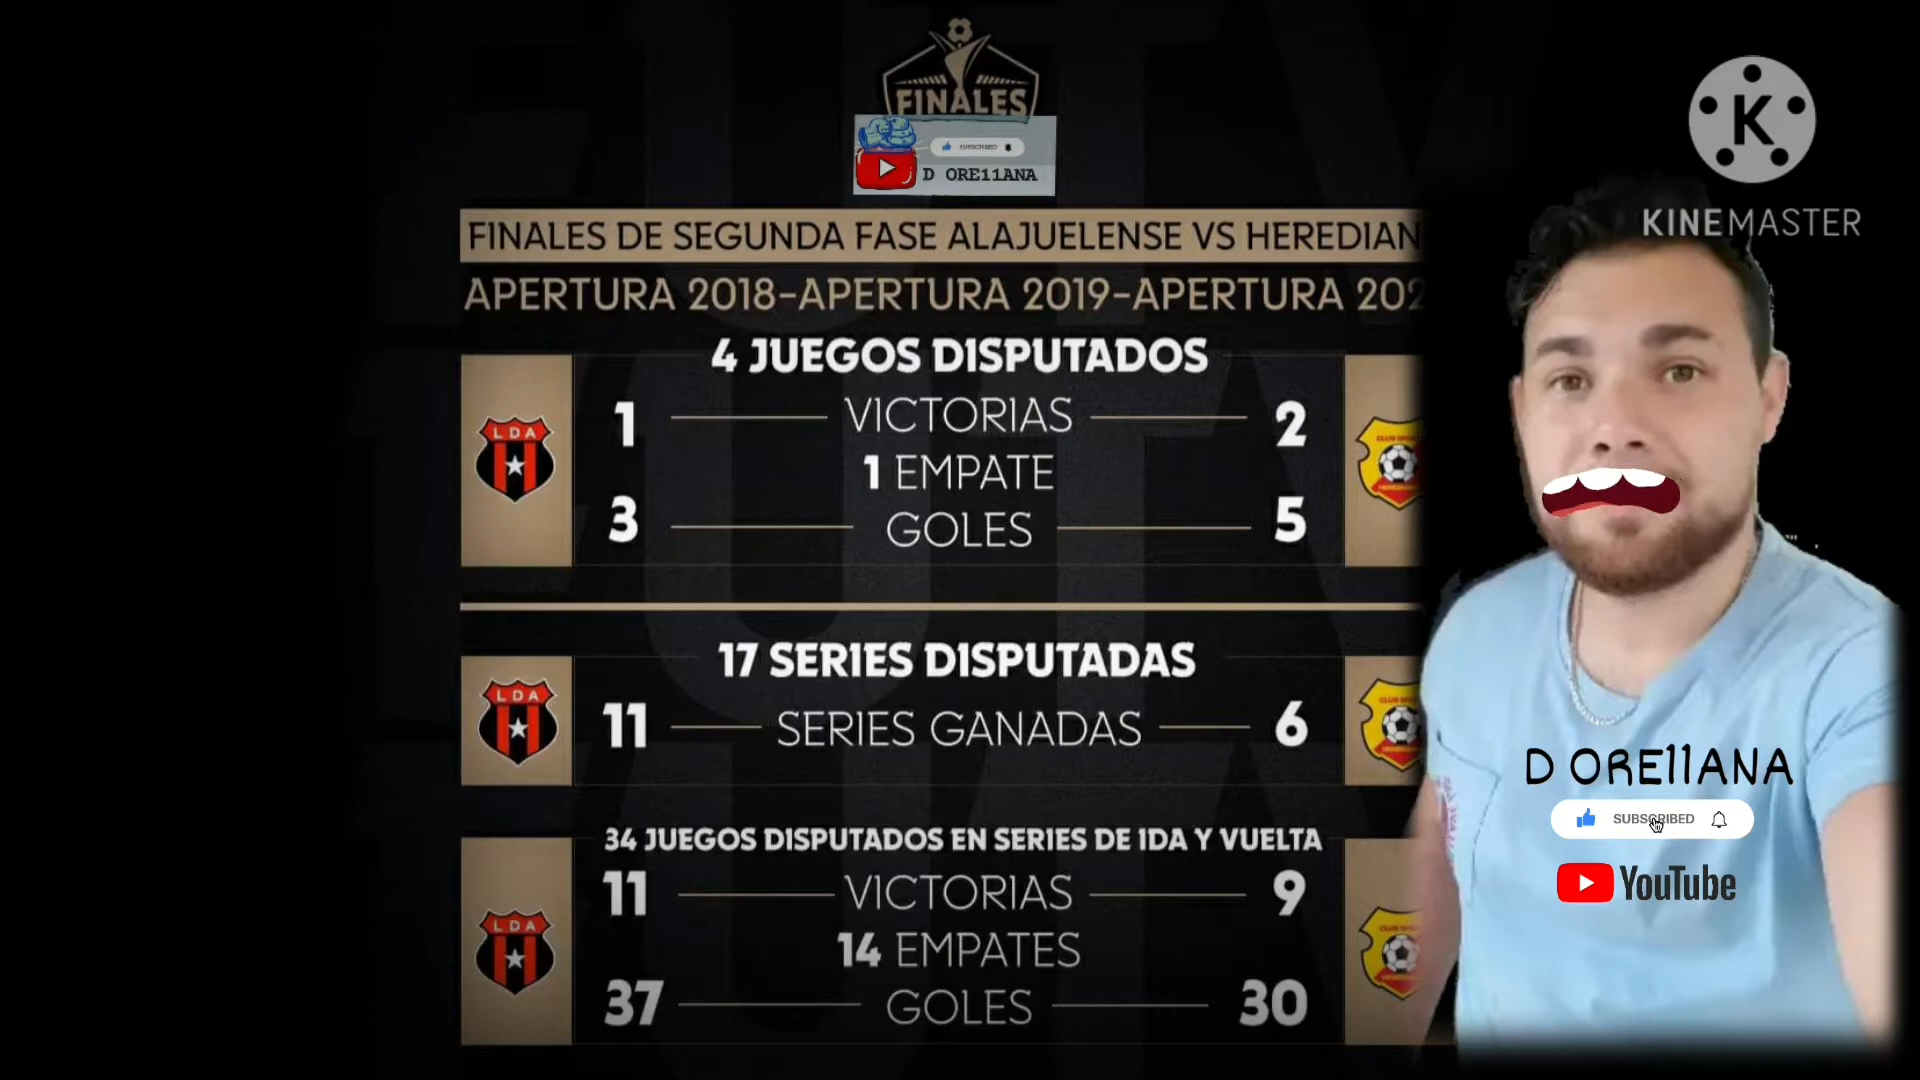 FINALES
SUBSCRIBED
D ORE11ANA
K
KINEMASTER
FINALES DE SEGUNDA FASE ALAJUELENSE VS HEREDIAN
APERTURA 2018-APERTURA 2019-APERTURA 202
4 JUEGOS DISPUTADOS
LDA
1 VICTORIAS 2
1 EMPATE
3 GOLES 5
17 SERIES DISPUTADAS
LDA
11 SERIES GANADAS 6
D ORE11ANA
SUBSCRIBED
YouTube
34 JUEGOS DISPUTADOS EN SERIES DE IDA Y VUELTA
LDA
11 VICTORIAS 9
14 EMPATES
37 GOLES 30